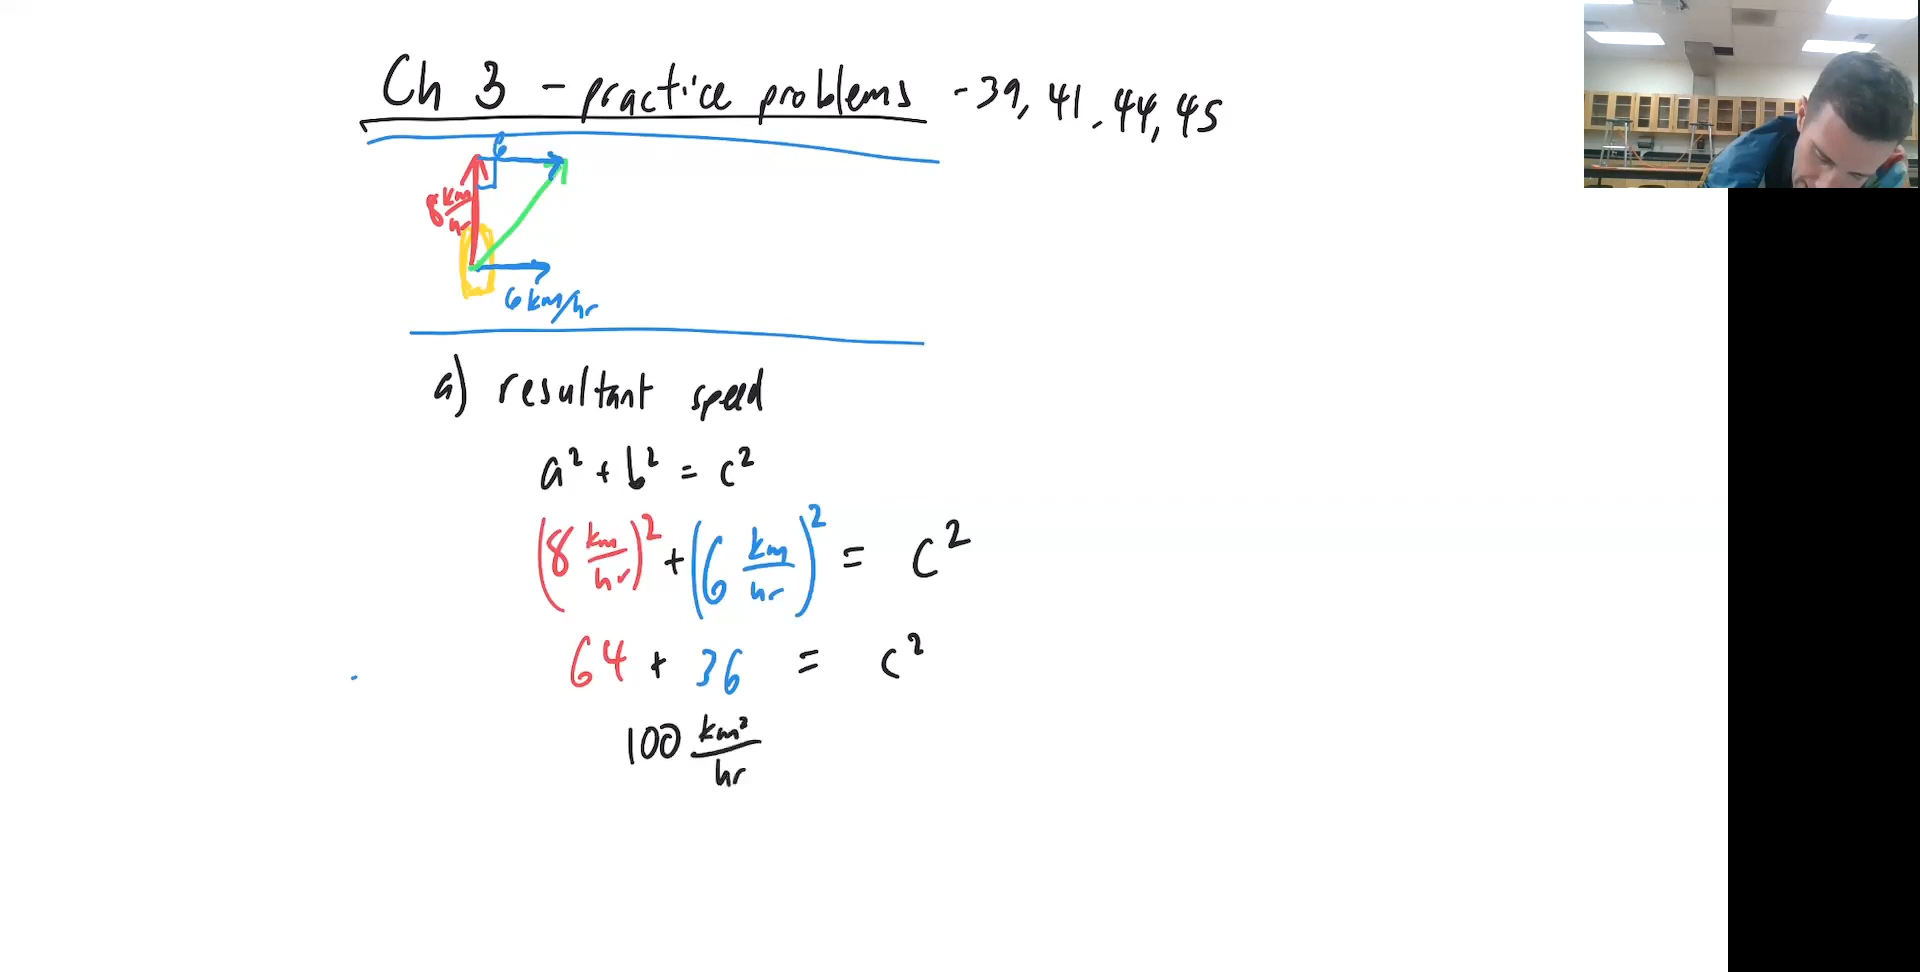 Ch 3 - practice problems - 39, 41, 44, 45
6
8 km/hr
6 km/hr
a) resultant speed
a² + b² = c²
(8 km/hr)² + (6 km/hr)² = c²
64 + 36 = c²
100 km²/hr